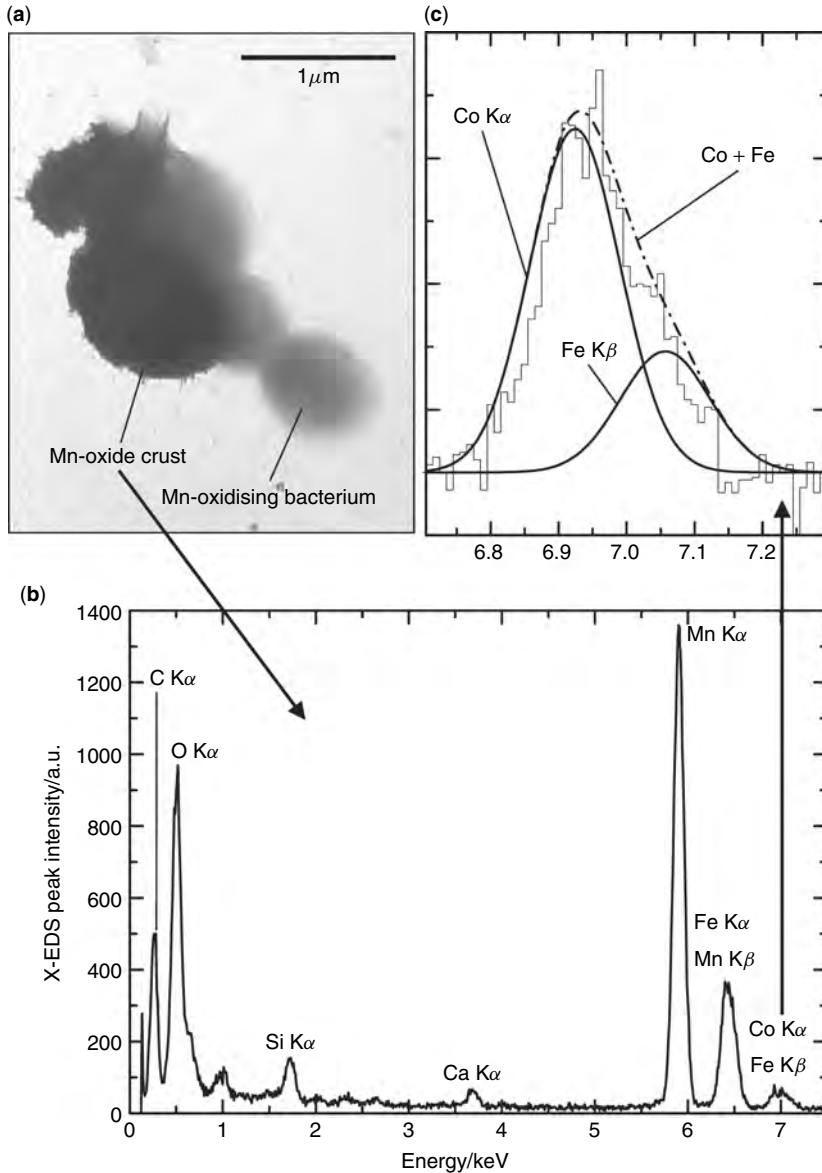 (a)
1μm
Mn-oxide crust
Mn-oxidising bacterium
(c)
Co Kα
Co + Fe
Fe Kβ
6.8 6.9 7.0 7.1 7.2
(b)
1400
1200
1000
800
600
400
200
0
X-EDS peak intensity/a.u.
C Kα
O Kα
Si Kα
Ca Kα
Mn Kα
Fe Kα
Mn Kβ
Co Kα
Fe Kβ
0 1 2 3 4 5 6 7
Energy/keV